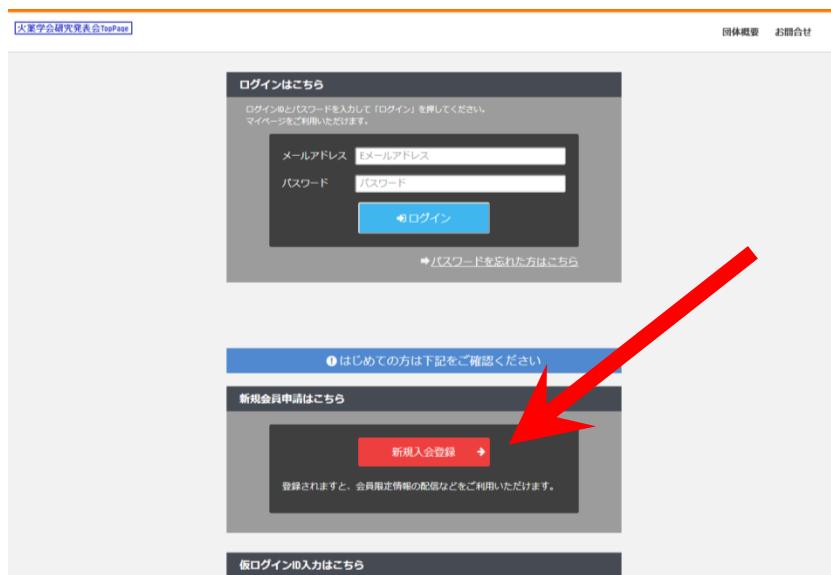 火薬学会研究発表会TopPage
団体概要 お問合せ
ログインはこちら
ログインIDとパスワードを入力して「ログイン」を押してください。
マイページをご利用いただけます。
メールアドレス Eメールアドレス
パスワード パスワード
ログイン
パスワードを忘れた方はこちら
はじめての方は下記をご確認ください
新規会員申請はこちら
新規入会登録
登録されますと、会員限定情報の配信などをご利用いただけます。
仮ログインID入力はこちら